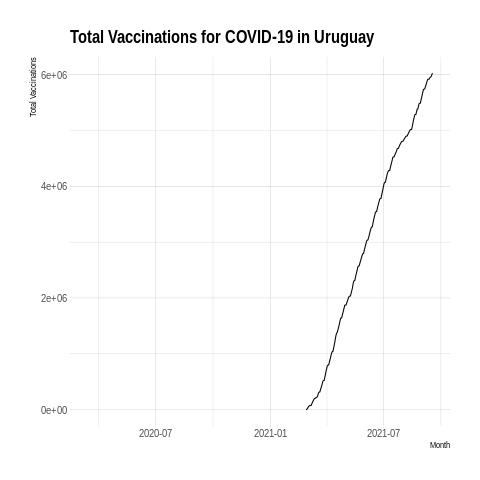 Total Vaccinations for COVID-19 in Uruguay
Total Vaccinations
6e+06
4e+06
2e+06
0e+00
2020-07
2021-01
2021-07
Month